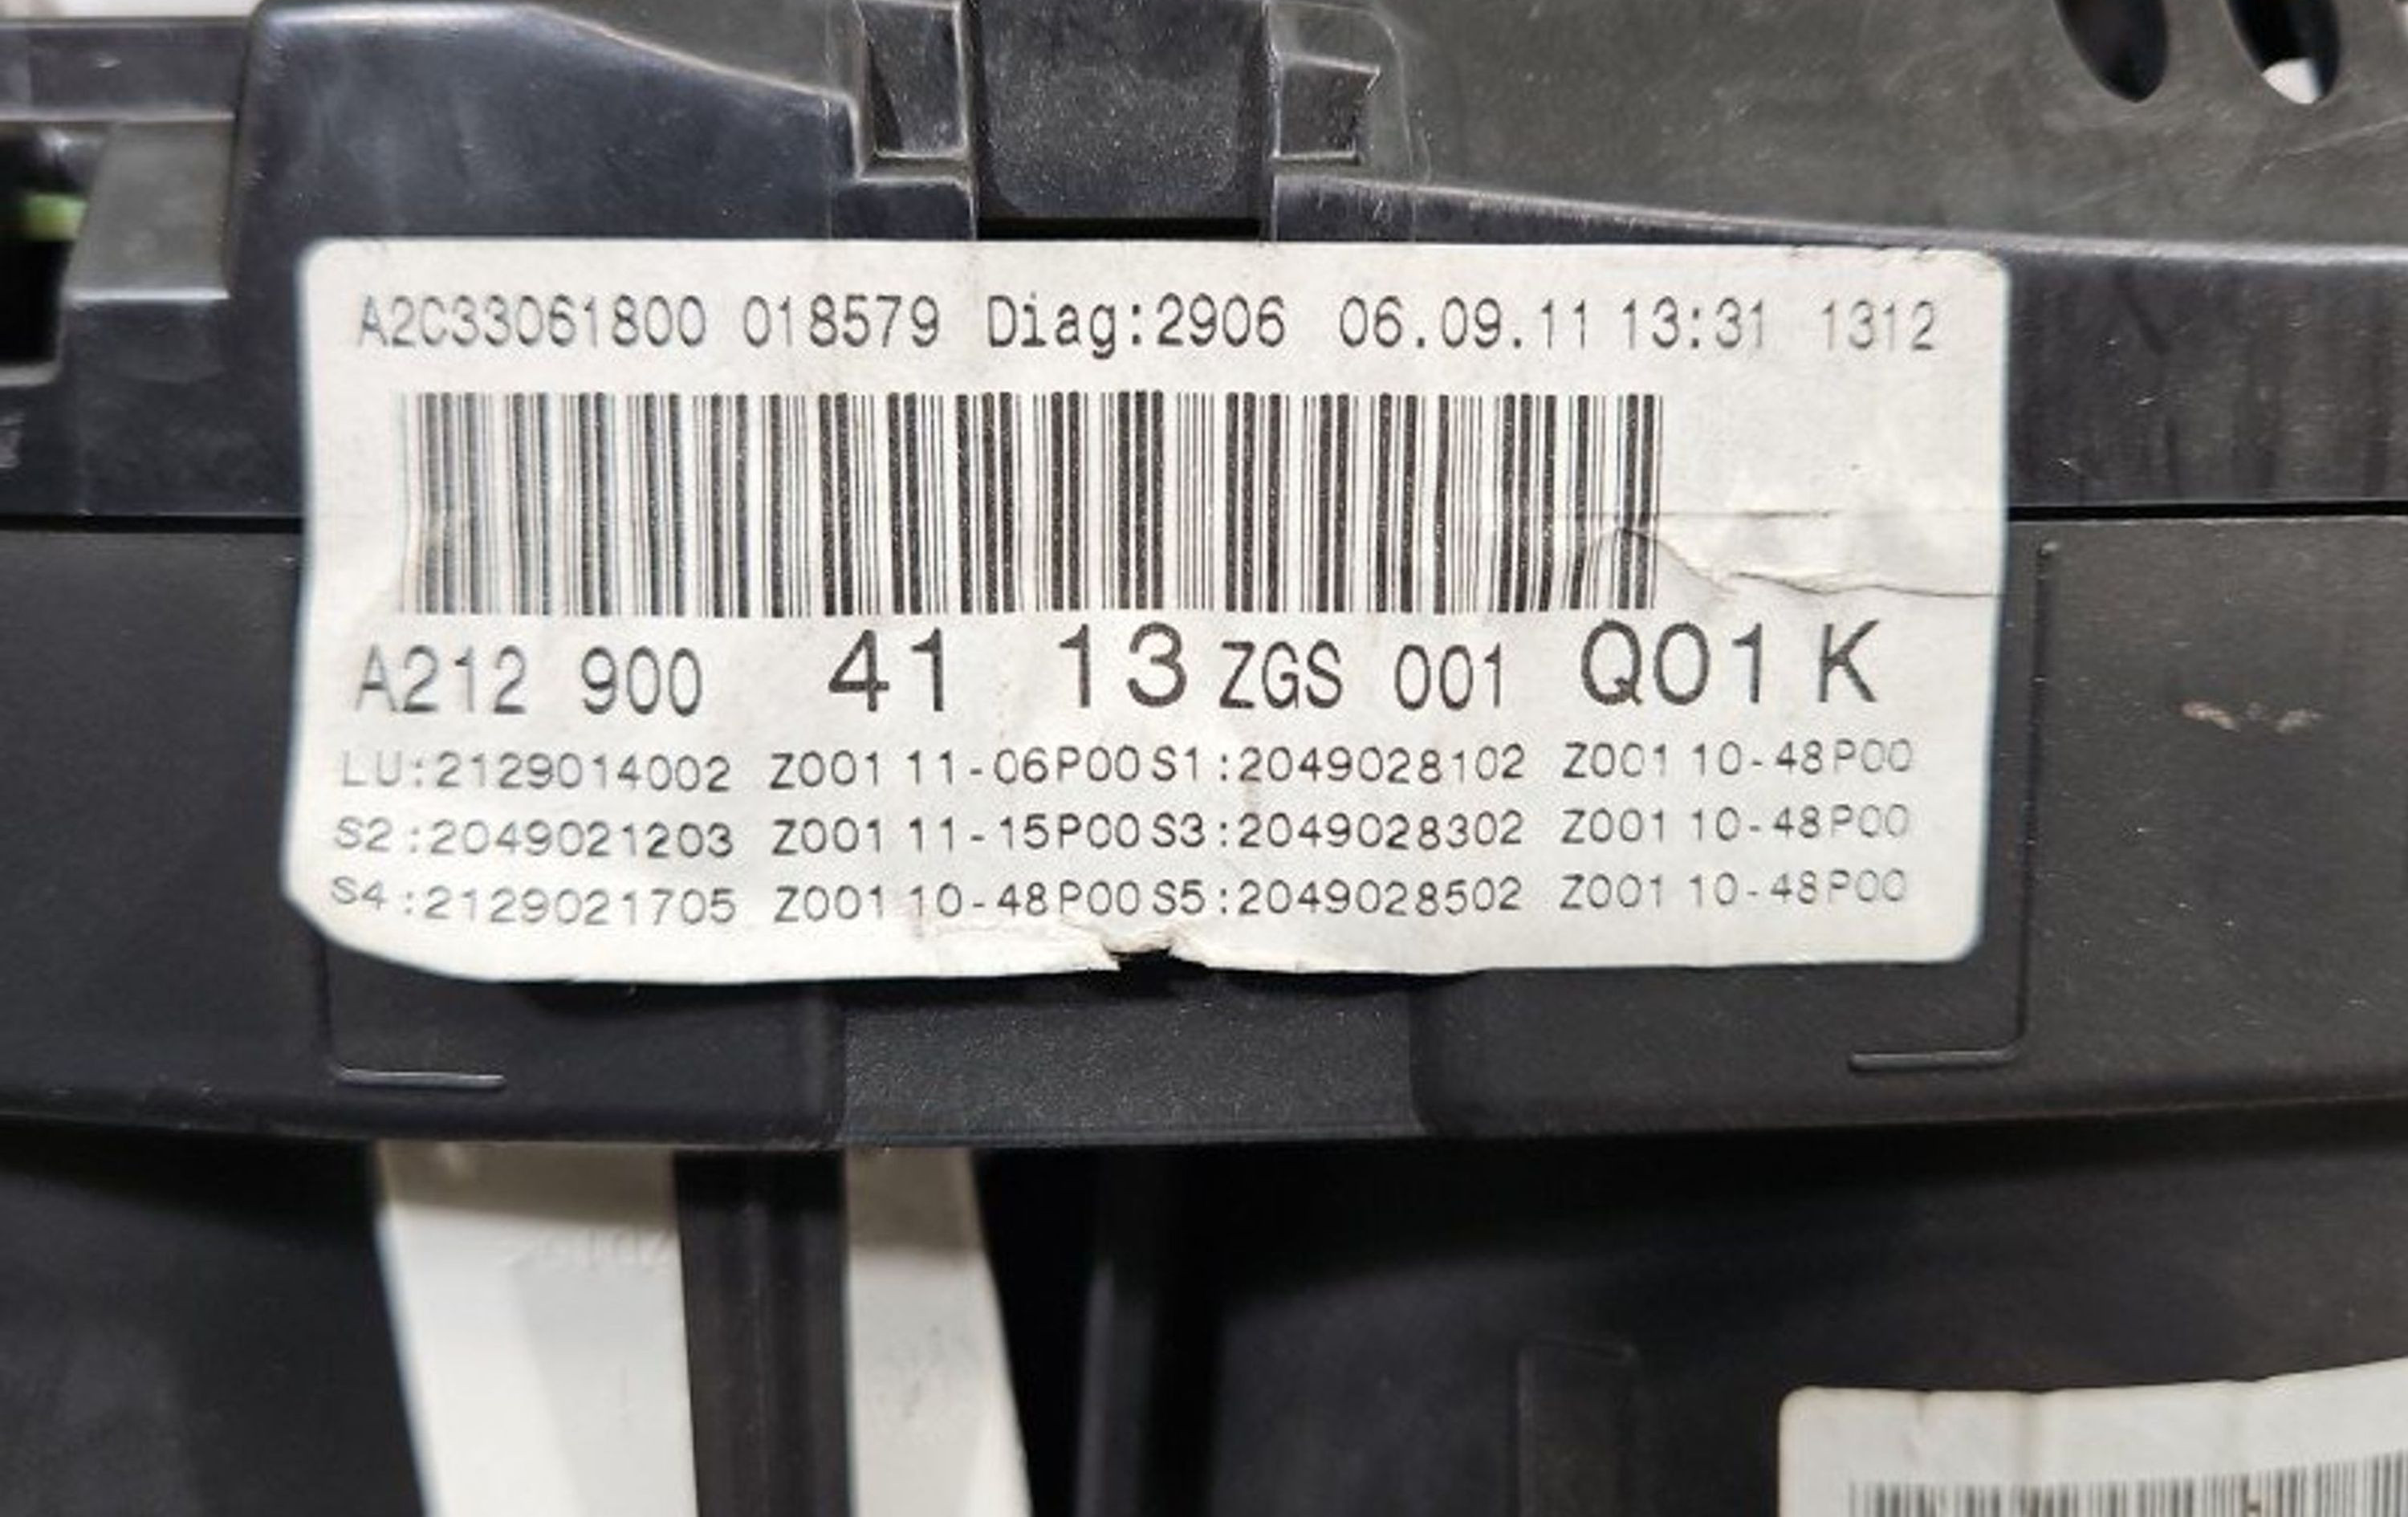 A2C33061800 018579 Diag:2906 06.09.11 13:31 1312
A212 900 41 13 ZGS 001 Q01 K
LU:2129014002 Z001 11-06P00 S1:2049028102 Z001 10-48P00
S2:2049021203 Z001 11-15P00 S3:2049028302 Z001 10-48P00
S4:2129021705 Z001 10-48P00 S5:2049028502 Z001 10-48P00